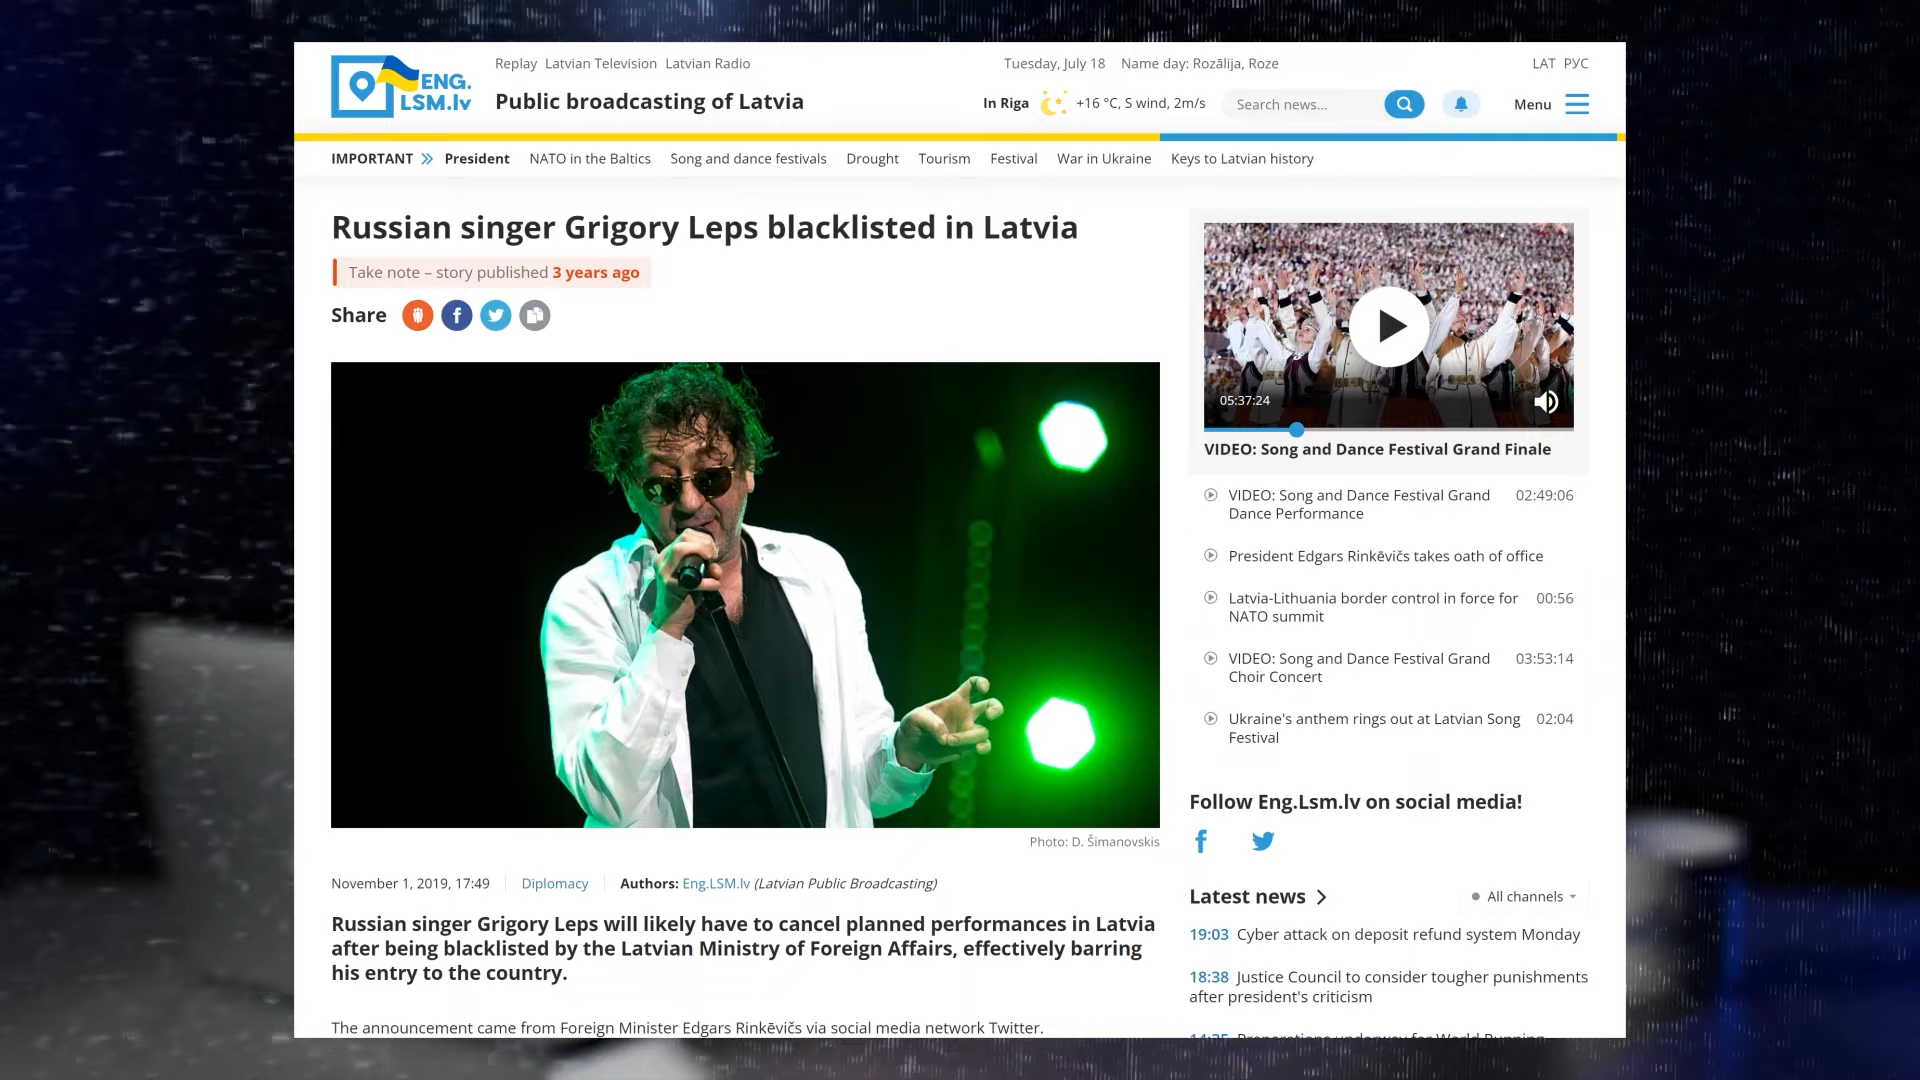 ENG.
LSM.lv
Replay Latvian Television Latvian Radio
Public broadcasting of Latvia
Tuesday, July 18 Name day: Rozālija, Roze
LAT РУС
In Riga +16 °C, S wind, 2m/s
Search news...
Menu
IMPORTANT President NATO in the Baltics Song and dance festivals Drought Tourism Festival War in Ukraine Keys to Latvian history
Russian singer Grigory Leps blacklisted in Latvia
Take note – story published 3 years ago
Share
Photo: D. Šimanovskis
November 1, 2019, 17:49 Diplomacy Authors: Eng.LSM.lv (Latvian Public Broadcasting)
Russian singer Grigory Leps will likely have to cancel planned performances in Latvia
after being blacklisted by the Latvian Ministry of Foreign Affairs, effectively barring
his entry to the country.
The announcement came from Foreign Minister Edgars Rinkēvičs via social media network Twitter.
05:37:24
VIDEO: Song and Dance Festival Grand Finale
VIDEO: Song and Dance Festival Grand 02:49:06
Dance Performance
President Edgars Rinkēvičs takes oath of office
Latvia-Lithuania border control in force for 00:56
NATO summit
VIDEO: Song and Dance Festival Grand 03:53:14
Choir Concert
Ukraine's anthem rings out at Latvian Song 02:04
Festival
Follow Eng.Lsm.lv on social media!
Latest news All channels
19:03 Cyber attack on deposit refund system Monday
18:38 Justice Council to consider tougher punishments
after president's criticism
Preparations underway for World Running